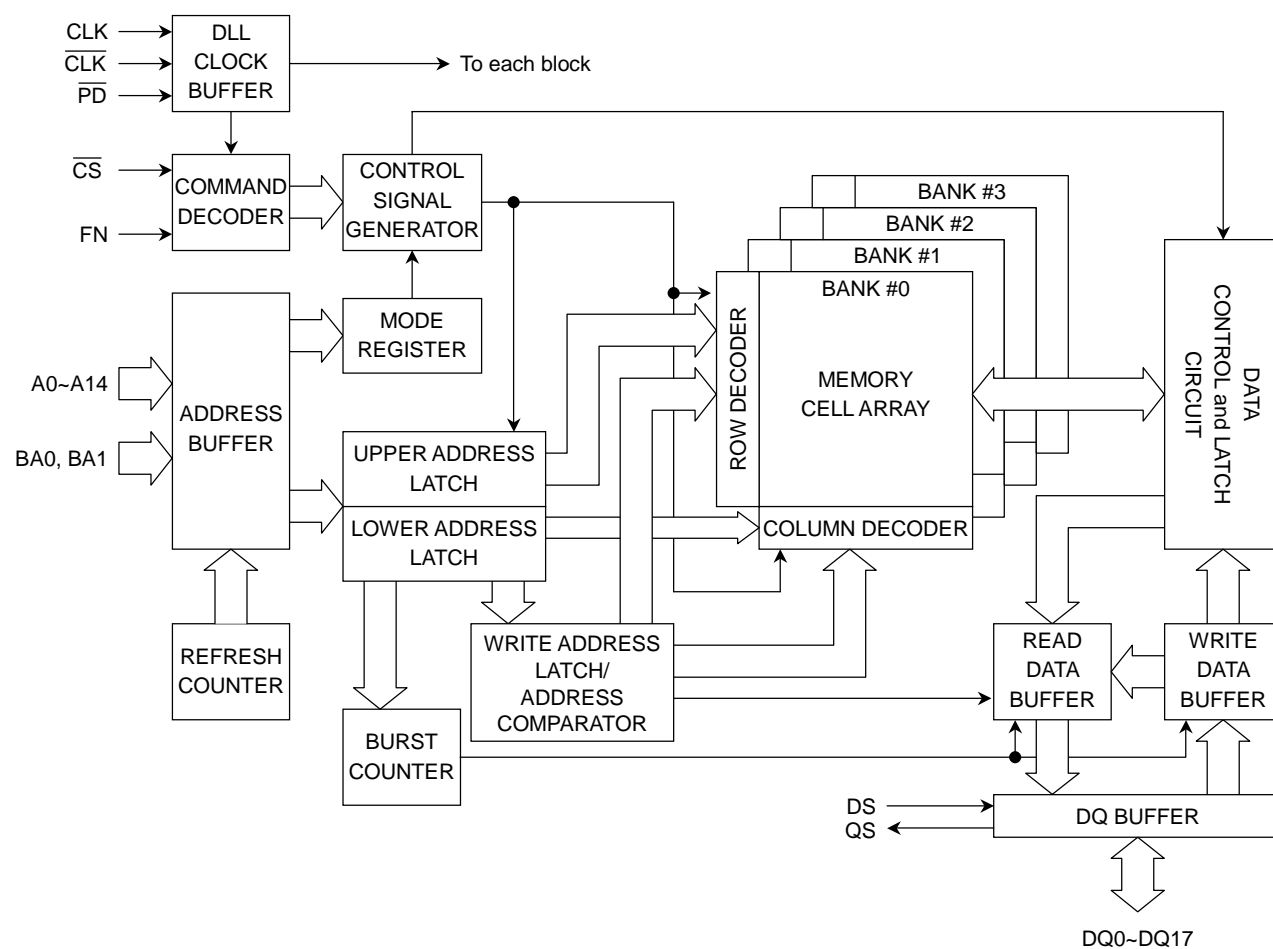 CLK
CLK
PD
DLL
CLOCK
BUFFER
To each block
CS
FN
COMMAND
DECODER
CONTROL
SIGNAL
GENERATOR
BANK #3
BANK #2
BANK #1
BANK #0
MODE
REGISTER
A0~A14
BA0, BA1
ADDRESS
BUFFER
ROW DECODER
MEMORY
CELL ARRAY
DATA
CONTROL and LATCH
CIRCUIT
UPPER ADDRESS
LATCH
LOWER ADDRESS
LATCH
COLUMN DECODER
REFRESH
COUNTER
WRITE ADDRESS
LATCH/
ADDRESS
COMPARATOR
READ
DATA
BUFFER
WRITE
DATA
BUFFER
BURST
COUNTER
DS
QS
DQ BUFFER
DQ0~DQ17